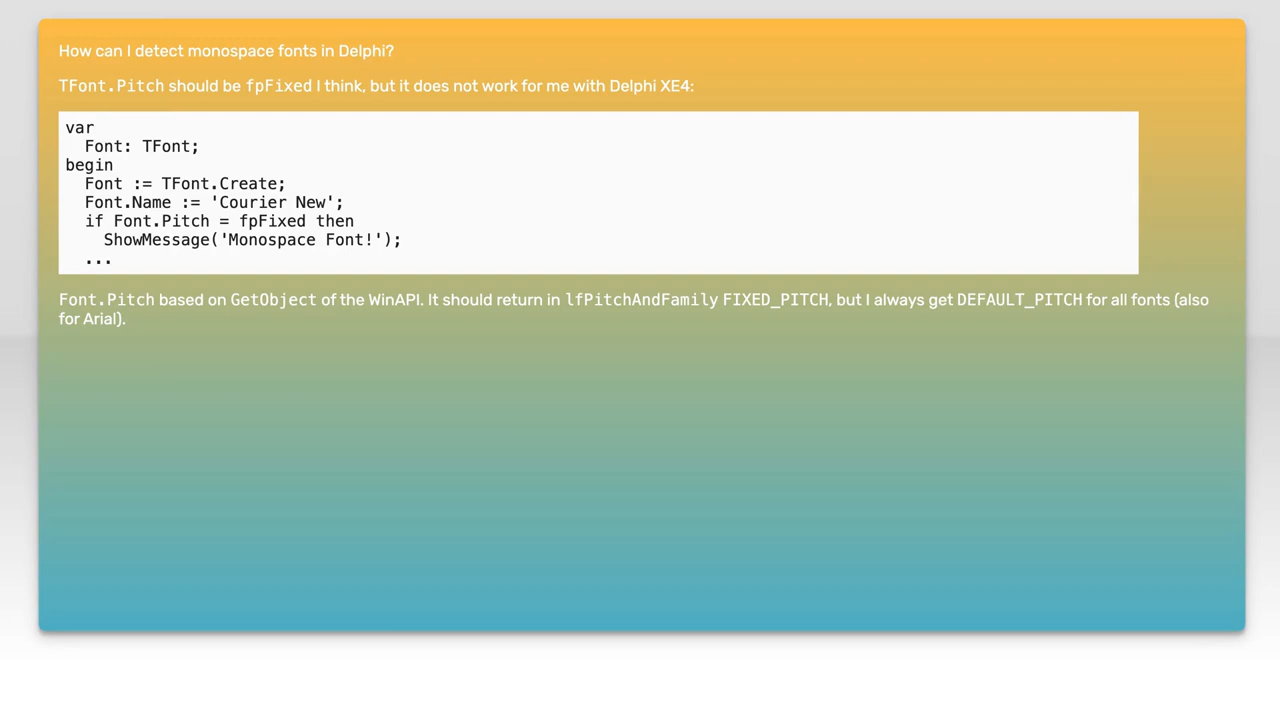 How can I detect monospace fonts in Delphi?
TFont.Pitch should be fpFixed I think, but it does not work for me with Delphi XE4:
var
  Font: TFont;
begin
  Font := TFont.Create;
  Font.Name := 'Courier New';
  if Font.Pitch = fpFixed then
    ShowMessage('Monospace Font!');
  ...
Font.Pitch based on GetObject of the WinAPI. It should return in lfPitchAndFamily FIXED_PITCH, but I always get DEFAULT_PITCH for all fonts (also
for Arial).